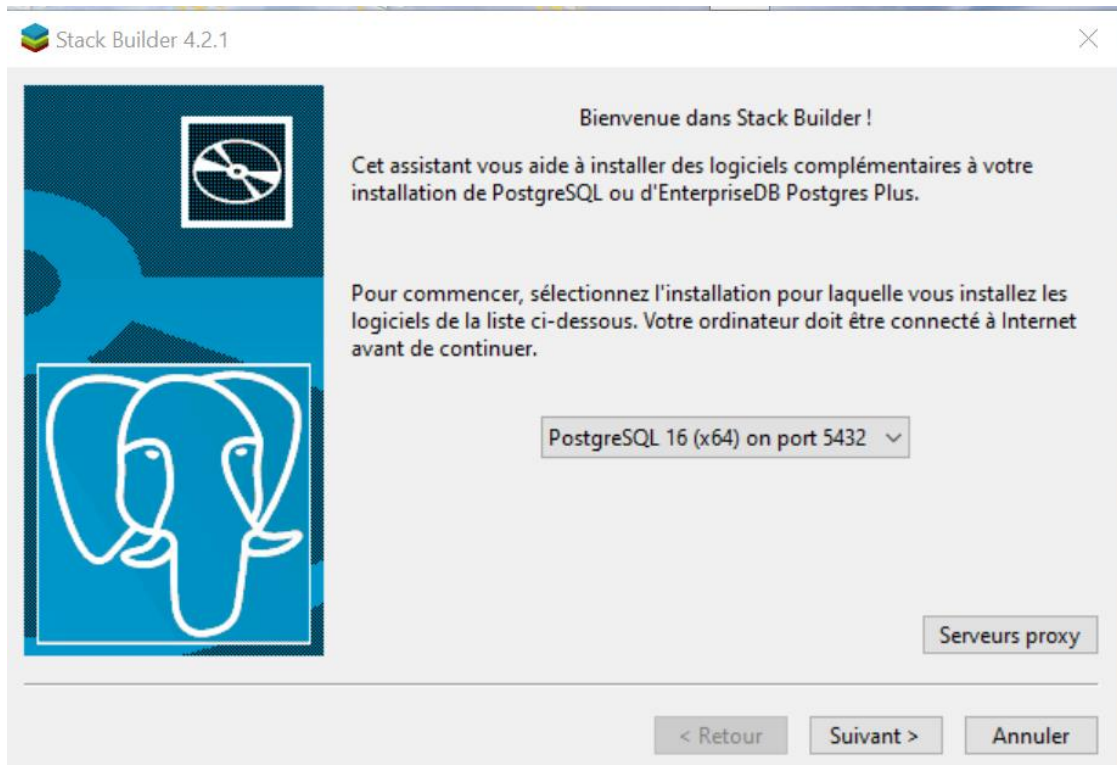 Stack Builder 4.2.1
Bienvenue dans Stack Builder !
Cet assistant vous aide à installer des logiciels complémentaires à votre
installation de PostgreSQL ou d'EnterpriseDB Postgres Plus.
Pour commencer, sélectionnez l'installation pour laquelle vous installez les
logiciels de la liste ci-dessous. Votre ordinateur doit être connecté à Internet
avant de continuer.
PostgreSQL 16 (x64) on port 5432
Serveurs proxy
< Retour
Suivant >
Annuler